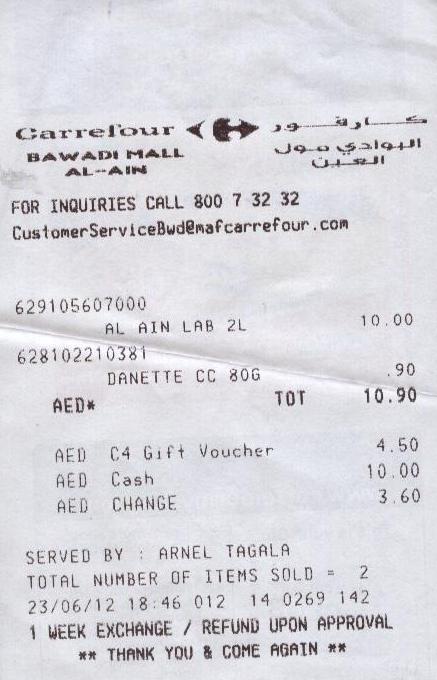 Carrefour كارفور
BAWADI MALL البوادي مول
AL-AIN العين
FOR INQUIRIES CALL 800 7 32 32
CustomerServiceBwd@mafcarrefour.com
629105607000
AL AIN LAB 2L 10.00
628102210381
DANETTE CC 80G .90
AED* TOT 10.90
AED C4 Gift Voucher 4.50
AED Cash 10.00
AED CHANGE 3.60
SERVED BY : ARNEL TAGALA
TOTAL NUMBER OF ITEMS SOLD = 2
23/06/12 18:46 012 14 0269 142
1 WEEK EXCHANGE / REFUND UPON APPROVAL
** THANK YOU & COME AGAIN **